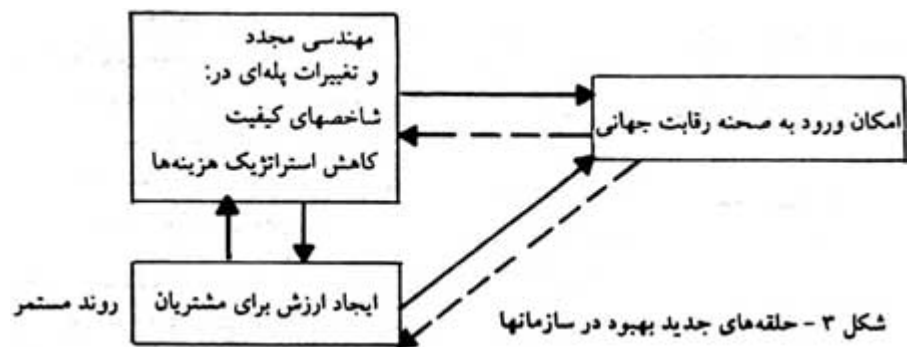 مهندسی مجدد
و تغییرات پله‌ای در:
شاخصهای کیفیت
کاهش استراتژیک هزینه‌ها
امکان ورود به صحنه رقابت جهانی
ایجاد ارزش برای مشتریان
روند مستمر
شکل ۳ - حلقه‌های جدید بهبود در سازمانها